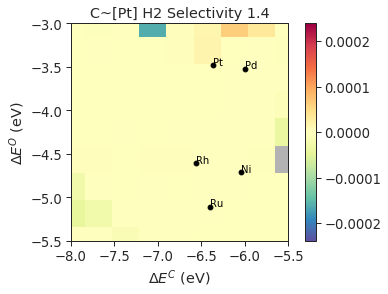 C~[Pt] H2 Selectivity 1.4
−3.0
−3.5
−4.0
−4.5
−5.0
−5.5
ΔE^O (eV)
Pt
Pd
Rh
Ni
Ru
−8.0 −7.5 −7.0 −6.5 −6.0 −5.5
ΔE^C (eV)
0.0002
0.0001
0.0000
−0.0001
−0.0002